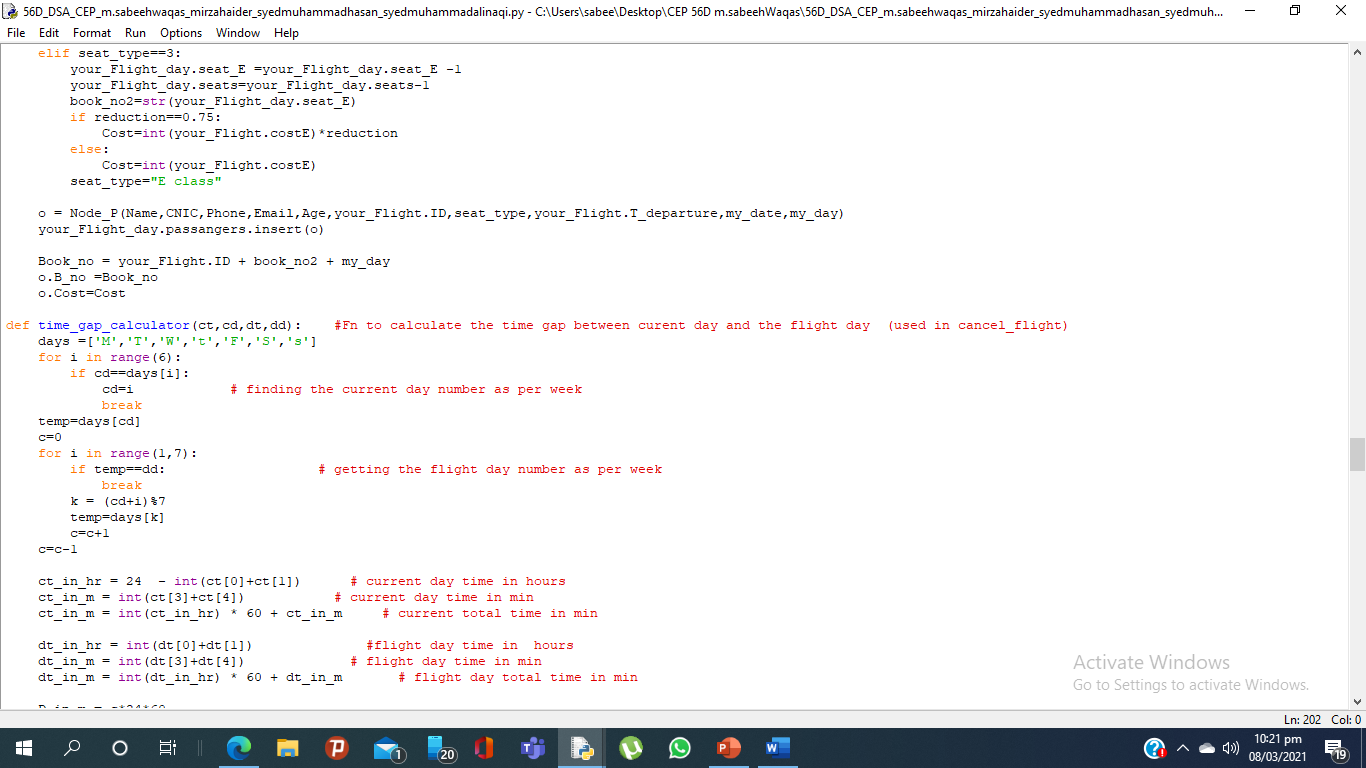 56D_DSA_CEP_m.sabeehwaqas_mirzahaider_syedmuhammadhasan_syedmuhammadalinaqi.py - C:\Users\sabee\Desktop\CEP 56D m.sabeehWaqas\56D_DSA_CEP_m.sabeehwaqas_mirzahaider_syedmuhammadhasan_syedmuh...
File Edit Format Run Options Window Help
    elif seat_type==3:
        your_Flight_day.seat_E =your_Flight_day.seat_E -1
        your_Flight_day.seats=your_Flight_day.seats-1
        book_no2=str(your_Flight_day.seat_E)
        if reduction==0.75:
            Cost=int(your_Flight.costE)*reduction
        else:
            Cost=int(your_Flight.costE)
        seat_type="E class"
    o = Node_P(Name,CNIC,Phone,Email,Age,your_Flight.ID,seat_type,your_Flight.T_departure,my_date,my_day)
    your_Flight_day.passangers.insert(o)
    Book_no = your_Flight.ID + book_no2 + my_day
    o.B_no =Book_no
    o.Cost=Cost
def time_gap_calculator(ct,cd,dt,dd):    #Fn to calculate the time gap between curent day and the flight day  (used in cancel_flight)
    days =['M','T','W','t','F','S','s']
    for i in range(6):
        if cd==days[i]:
            cd=i            # finding the current day number as per week
            break
    temp=days[cd]
    c=0
    for i in range(1,7):
        if temp==dd:                   # getting the flight day number as per week
            break
        k = (cd+i)%7
        temp=days[k]
        c=c+1
    c=c-1
    ct_in_hr = 24  - int(ct[0]+ct[1])      # current day time in hours
    ct_in_m = int(ct[3]+ct[4])           # current day time in min
    ct_in_m = int(ct_in_hr) * 60 + ct_in_m     # current total time in min
    dt_in_hr = int(dt[0]+dt[1])              #flight day time in  hours
    dt_in_m = int(dt[3]+dt[4])             # flight day time in min
    dt_in_m = int(dt_in_hr) * 60 + dt_in_m       # flight day total time in min
Activate Windows
Go to Settings to activate Windows.
Ln: 202 Col: 0
1
20
10:21 pm
08/03/2021
19